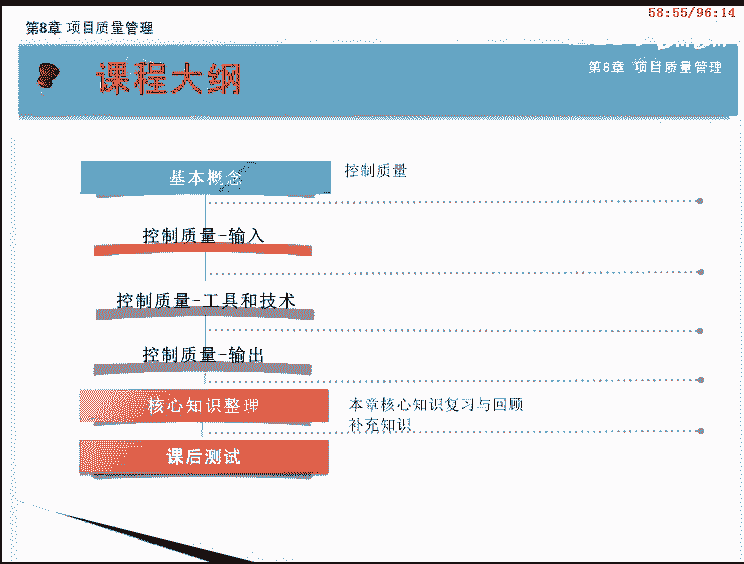 58:55/96:14
第8章 项目质量管理
课程大纲
第8章 项目质量管理
基本概念
控制质量
控制质量-输入
控制质量-工具和技术
控制质量-输出
核心知识整理
本章核心知识复习与回顾
补充知识
课后测试